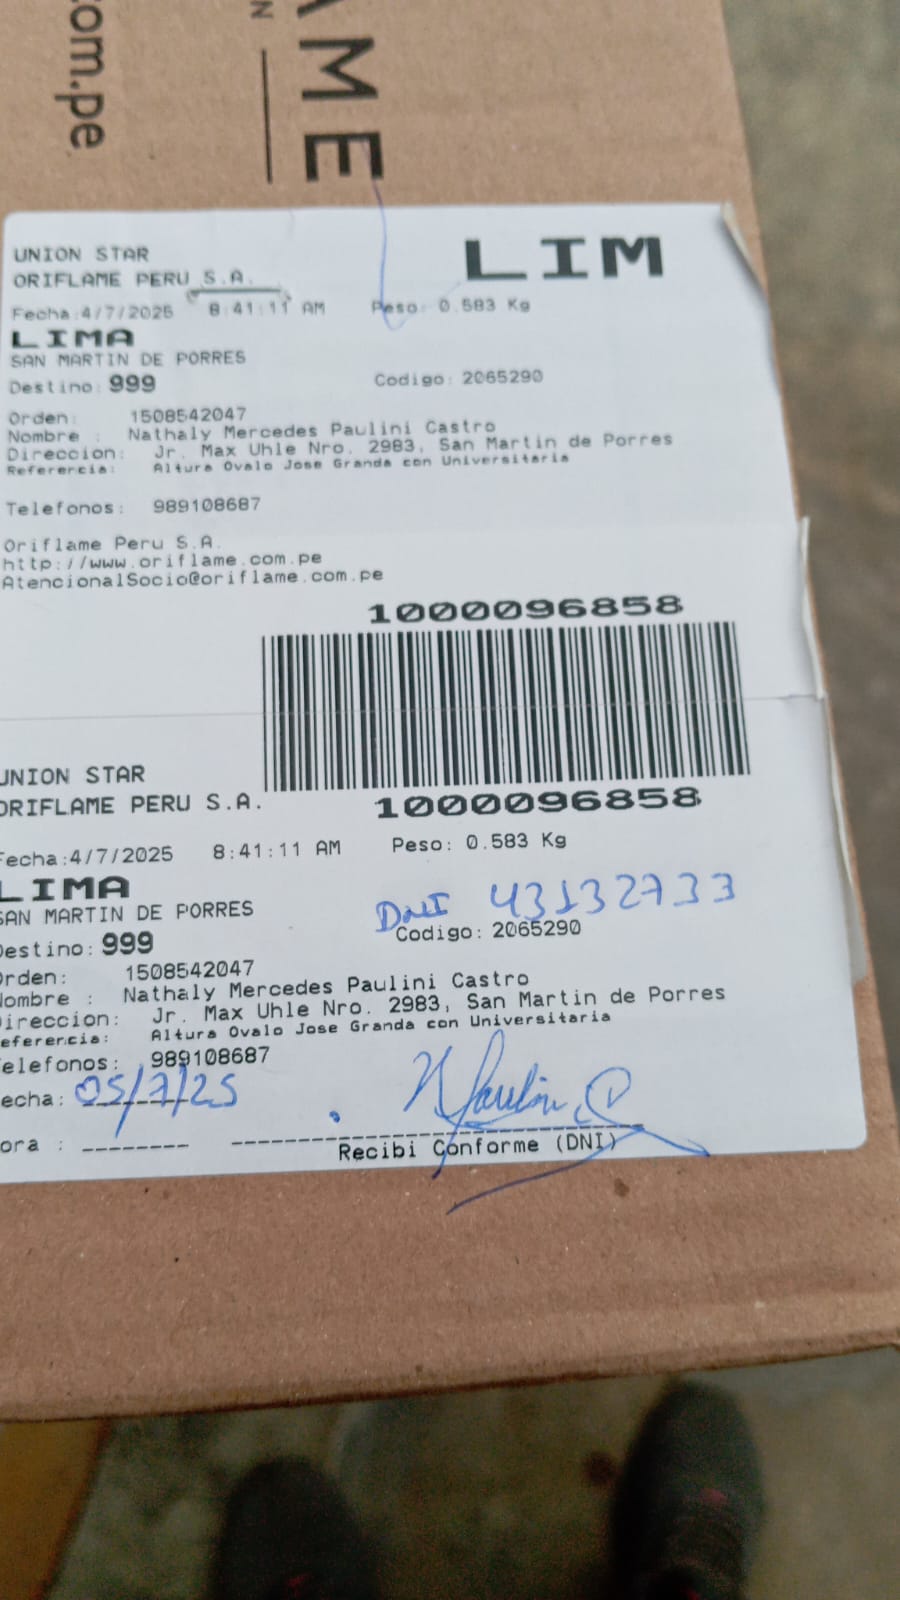 .com.pe
AME
N
UNION STAR
ORIFLAME PERU S.A.
LIM
Fecha:4/7/2025 8:41:11 AM Peso: 0.583 Kg
LIMA
SAN MARTIN DE PORRES
Destino: 999 Codigo: 2065290
Orden: 1508542047
Nombre : Nathaly Mercedes Paulini Castro
Direccion: Jr. Max Uhle Nro. 2983, San Martin de Porres
Referencia: Altura Ovalo Jose Granda con Universitaria
Telefonos: 989108687
Oriflame Peru S.A.
http://www.oriflame.com.pe
AtencionalSocio@oriflame.com.pe
1000096858
UNION STAR
ORIFLAME PERU S.A.
1000096858
Fecha:4/7/2025 8:41:11 AM Peso: 0.583 Kg
LIMA
SAN MARTIN DE PORRES
DNI 43132733
Destino: 999 Codigo: 2065290
Orden: 1508542047
Nombre : Nathaly Mercedes Paulini Castro
Direccion: Jr. Max Uhle Nro. 2983, San Martin de Porres
eferencia: Altura Ovalo Jose Granda con Universitaria
elefonos: 989108687
echa: 05/7/25
N Paulini C
ora :
Recibi Conforme (DNI)